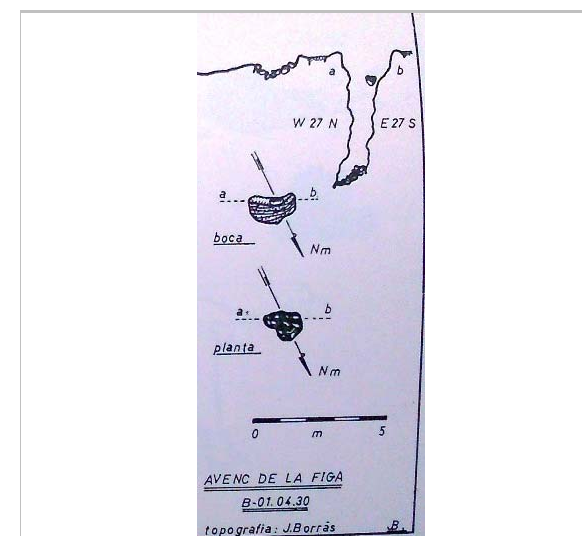 a b
W 27 N E 27 S
a b
boca
Nm
a b
planta
Nm
0 m 5
AVENC DE LA FIGA
B-01.04.30
topografia: J.Borràs
B.